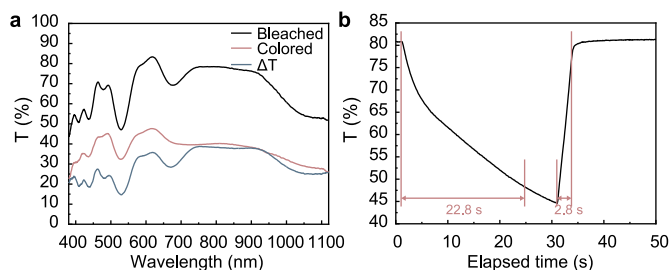 a
100
90
80
70
60
50
40
30
20
10
0
T (%)
Bleached
Colored
ΔT
400 500 600 700 800 900 1000 1100
Wavelength (nm)
b
85
80
75
70
65
60
55
50
45
40
T (%)
22.8 s
2.8 s
0 10 20 30 40 50
Elapsed time (s)